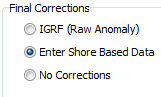 Final Corrections
IGRF (Raw Anomaly)
Enter Shore Based Data
No Corrections